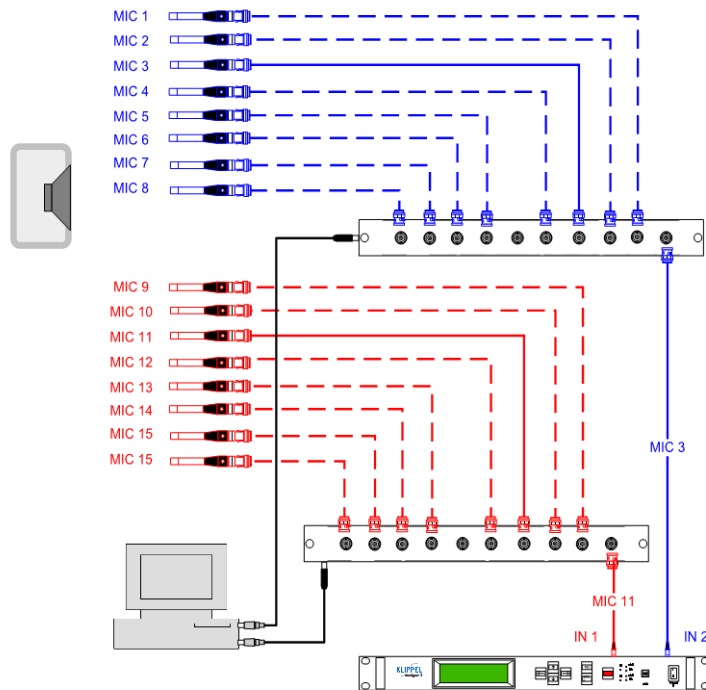 MIC 1
MIC 2
MIC 3
MIC 4
MIC 5
MIC 6
MIC 7
MIC 8
MIC 9
MIC 10
MIC 11
MIC 12
MIC 13
MIC 14
MIC 15
MIC 15
MIC 3
MIC 11
IN 1
IN 2
KLIPPEL